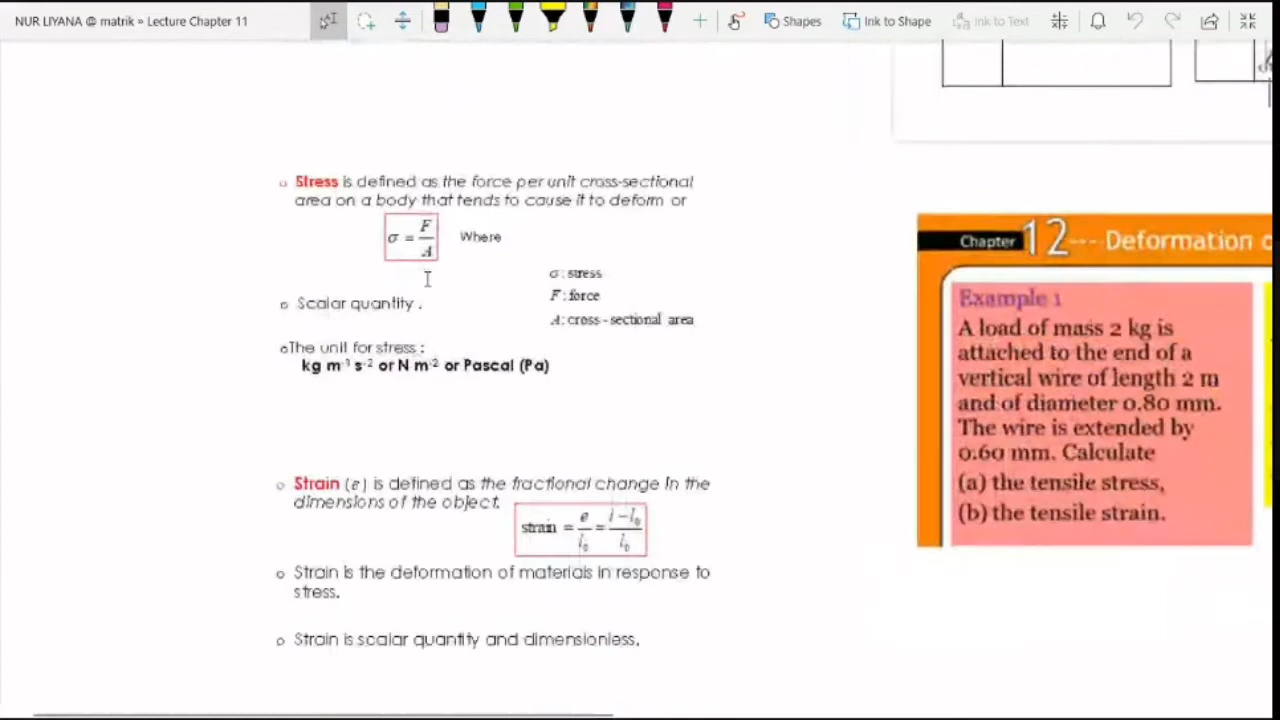 NUR LIYANA @ matrik » Lecture Chapter 11
Shapes
Ink to Shape
Ink to Text
Stress is defined as the force per unit cross-sectional
area on a body that tends to cause it to deform or
σ = F/A Where
σ : stress
F : force
A : cross - sectional area
Scalar quantity .
The unit for stress :
kg m⁻¹ s⁻² or N m⁻² or Pascal (Pa)
Strain (e) is defined as the fractional change in the
dimensions of the object.
strain = e/l₀ = l − l₀/l₀
Strain is the deformation of materials in response to
stress.
Strain is scalar quantity and dimensionless.
Chapter 12--- Deformation
Example 1
A load of mass 2 kg is
attached to the end of a
vertical wire of length 2 m
and of diameter 0.80 mm.
The wire is extended by
0.60 mm. Calculate
(a) the tensile stress,
(b) the tensile strain.